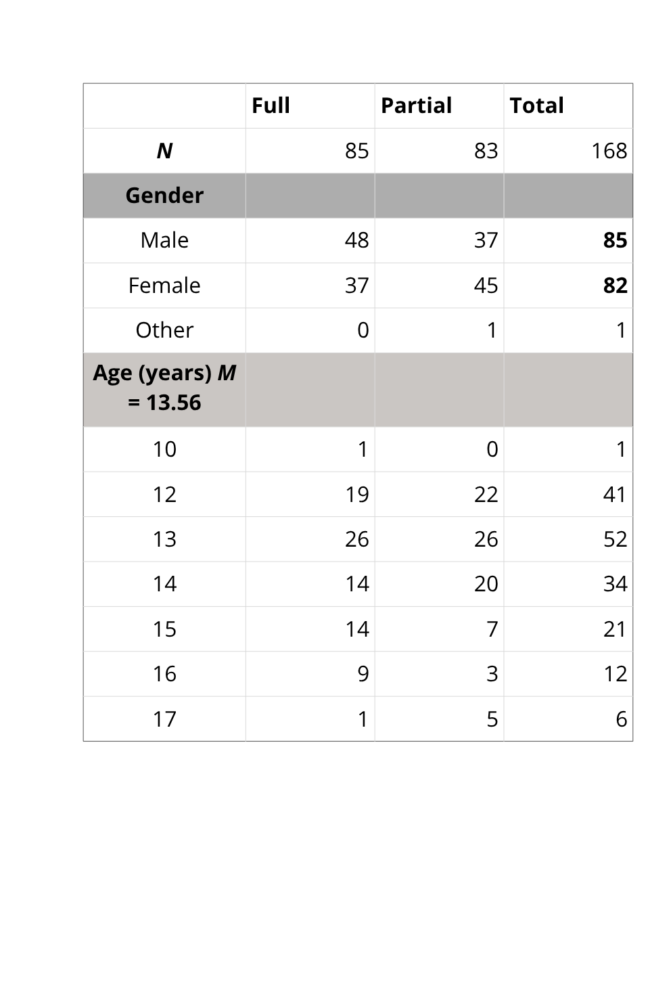 Full Partial Total
N 85 83 168
Gender
Male 48 37 85
Female 37 45 82
Other 0 1 1
Age (years) M
= 13.56
10 1 0 1
12 19 22 41
13 26 26 52
14 14 20 34
15 14 7 21
16 9 3 12
17 1 5 6